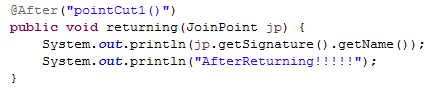 @After("pointCut1()")
public void returning(JoinPoint jp) {
    System.out.println(jp.getSignature().getName());
    System.out.println("AfterReturning!!!!!");
}